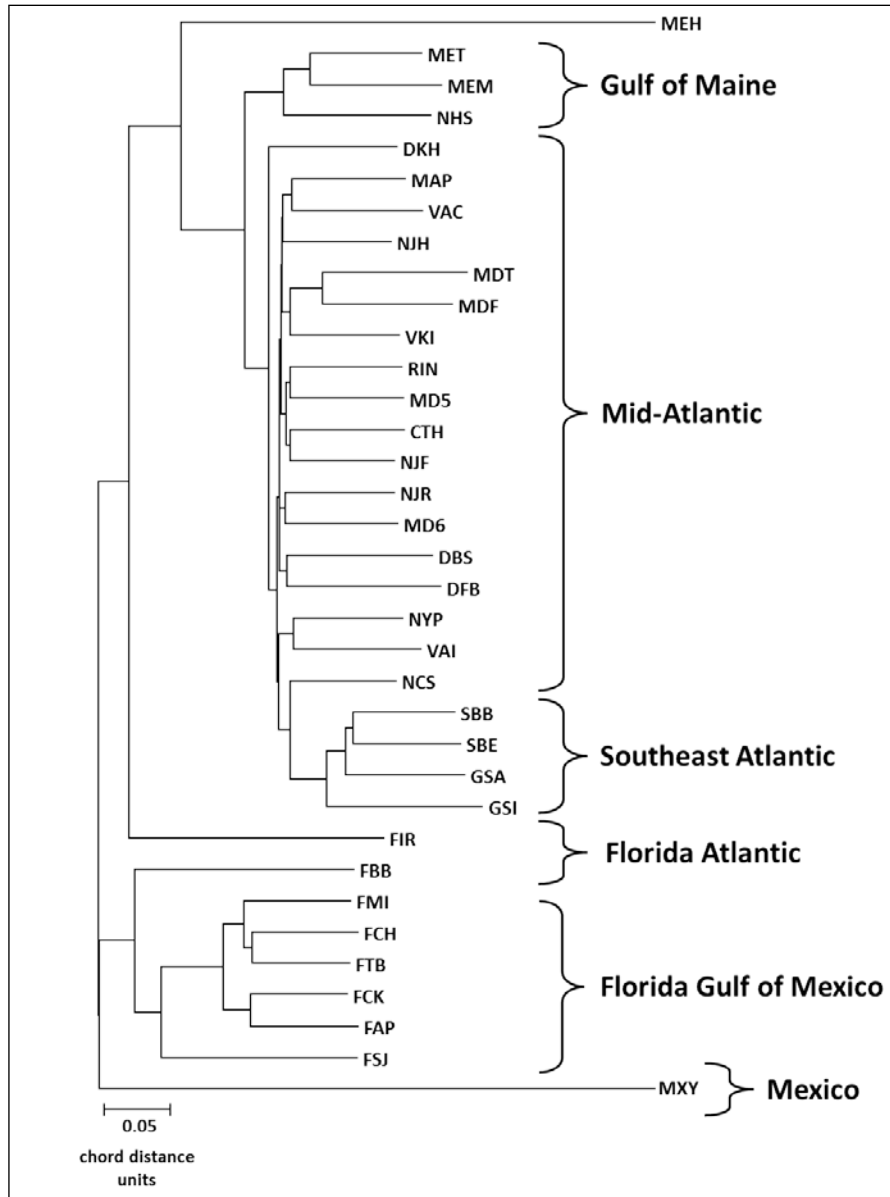 MEH
MET
MEM
Gulf of Maine
NHS
DKH
MAP
VAC
NJH
MDT
MDF
VKI
RIN
MD5
Mid-Atlantic
CTH
NJF
NJR
MD6
DBS
DFB
NYP
VAI
NCS
SBB
SBE
Southeast Atlantic
GSA
GSI
FIR
Florida Atlantic
FBB
FMI
FCH
FTB
Florida Gulf of Mexico
FCK
FAP
FSJ
MXY
Mexico
0.05
chord distance
units